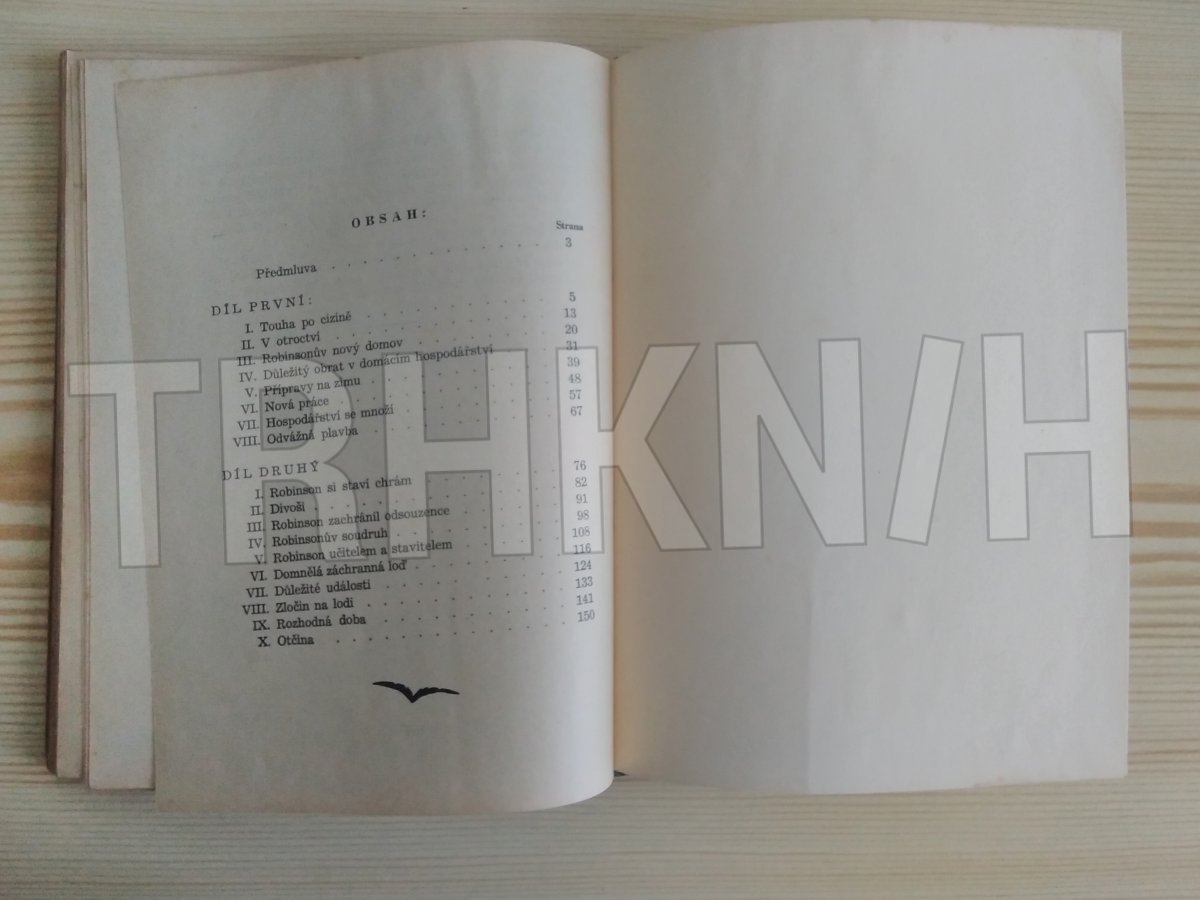 OBSAH:
Strana
Předmluva . . . . . . . . . . . 3
DÍL PRVNÍ:
I. Touha po cizině . . . . . . . . . 5
II. V otroctví . . . . . . . . . . 13
III. Robinsonův nový domov . . . . . . . 20
IV. Důležitý obrat v domácím hospodářství . . . 31
V. Přípravy na zimu . . . . . . . . 39
VI. Nová práce . . . . . . . . . . 48
VII. Hospodářství se množí . . . . . . . 57
VIII. Odvážná plavba . . . . . . . . . 67
DÍL DRUHÝ
I. Robinson si staví chrám . . . . . . . 76
II. Divoši . . . . . . . . . . . 82
III. Robinson zachránil odsouzence . . . . . 91
IV. Robinsonův soudruh . . . . . . . . 98
V. Robinson učitelem a stavitelem . . . . . 108
VI. Domnělá záchranná loď . . . . . . . 116
VII. Důležité události . . . . . . . . 124
VIII. Zločin na lodi . . . . . . . . . 133
IX. Rozhodná doba . . . . . . . . . 141
X. Otčina . . . . . . . . . . . 150
TRHKNIH